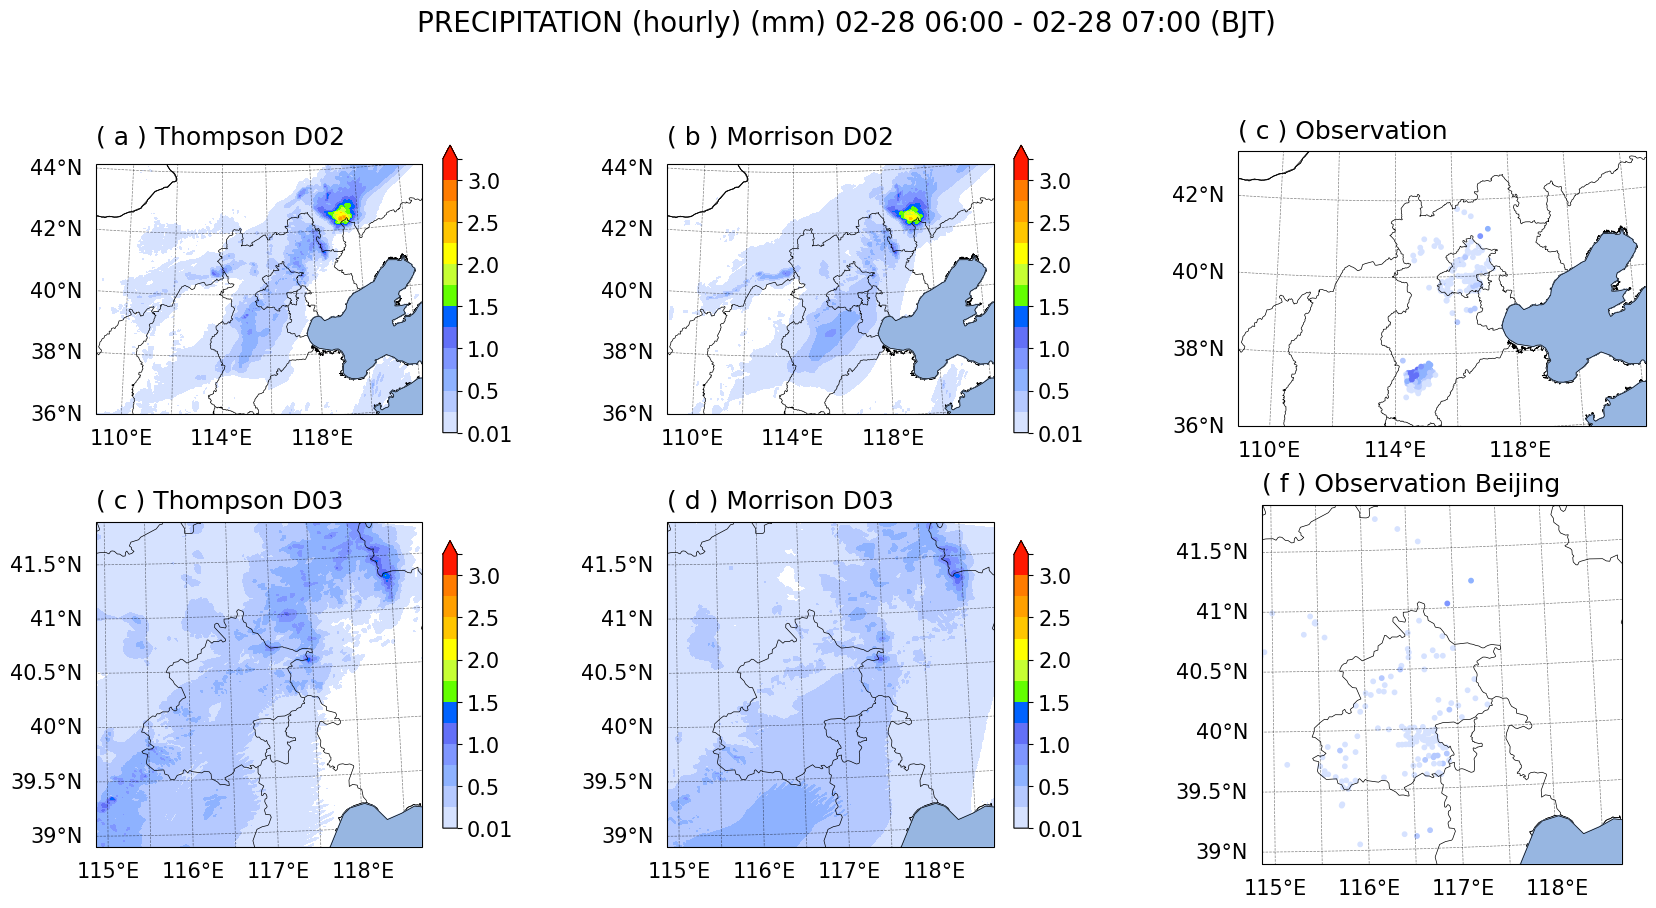 PRECIPITATION (hourly) (mm) 02-28 06:00 - 02-28 07:00 (BJT)
( a ) Thompson D02
44°N
42°N
40°N
38°N
36°N
110°E 114°E 118°E
3.0
2.5
2.0
1.5
1.0
0.5
0.01
( b ) Morrison D02
44°N
42°N
40°N
38°N
36°N
110°E 114°E 118°E
3.0
2.5
2.0
1.5
1.0
0.5
0.01
( c ) Observation
42°N
40°N
38°N
36°N
110°E 114°E 118°E
( c ) Thompson D03
41.5°N
41°N
40.5°N
40°N
39.5°N
39°N
115°E 116°E 117°E 118°E
3.0
2.5
2.0
1.5
1.0
0.5
0.01
( d ) Morrison D03
41.5°N
41°N
40.5°N
40°N
39.5°N
39°N
115°E 116°E 117°E 118°E
3.0
2.5
2.0
1.5
1.0
0.5
0.01
( f ) Observation Beijing
41.5°N
41°N
40.5°N
40°N
39.5°N
39°N
115°E 116°E 117°E 118°E